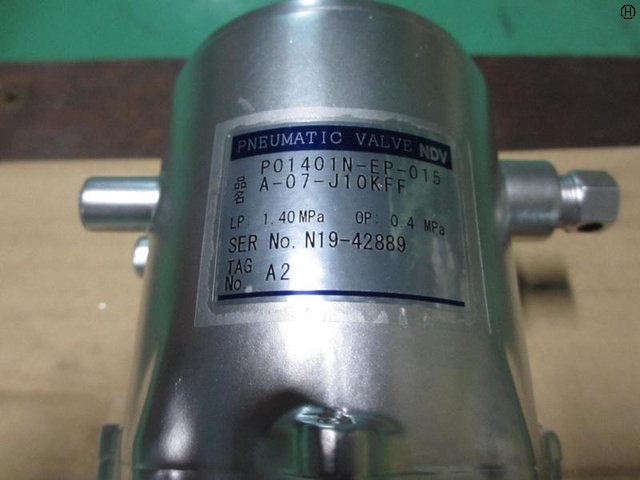 PNEUMATIC VALVE NDV
品名 P01401N-EP-015
A-07-J10KFF
LP: 1.40 MPa OP: 0.4 MPa
SER No. N19-42889
TAG No. A2
H